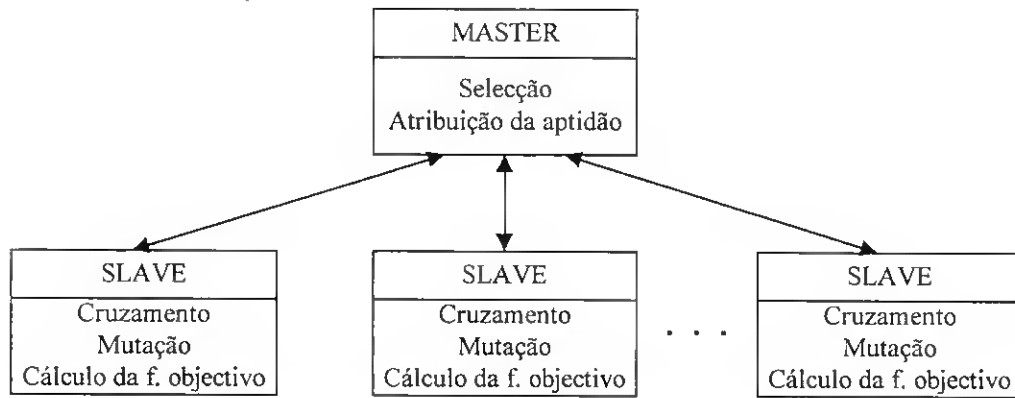 MASTER
Selecção
Atribuição da aptidão
SLAVE
Cruzamento
Mutação
Cálculo da f. objectivo
SLAVE
Cruzamento
Mutação
Cálculo da f. objectivo
. . .
SLAVE
Cruzamento
Mutação
Cálculo da f. objectivo